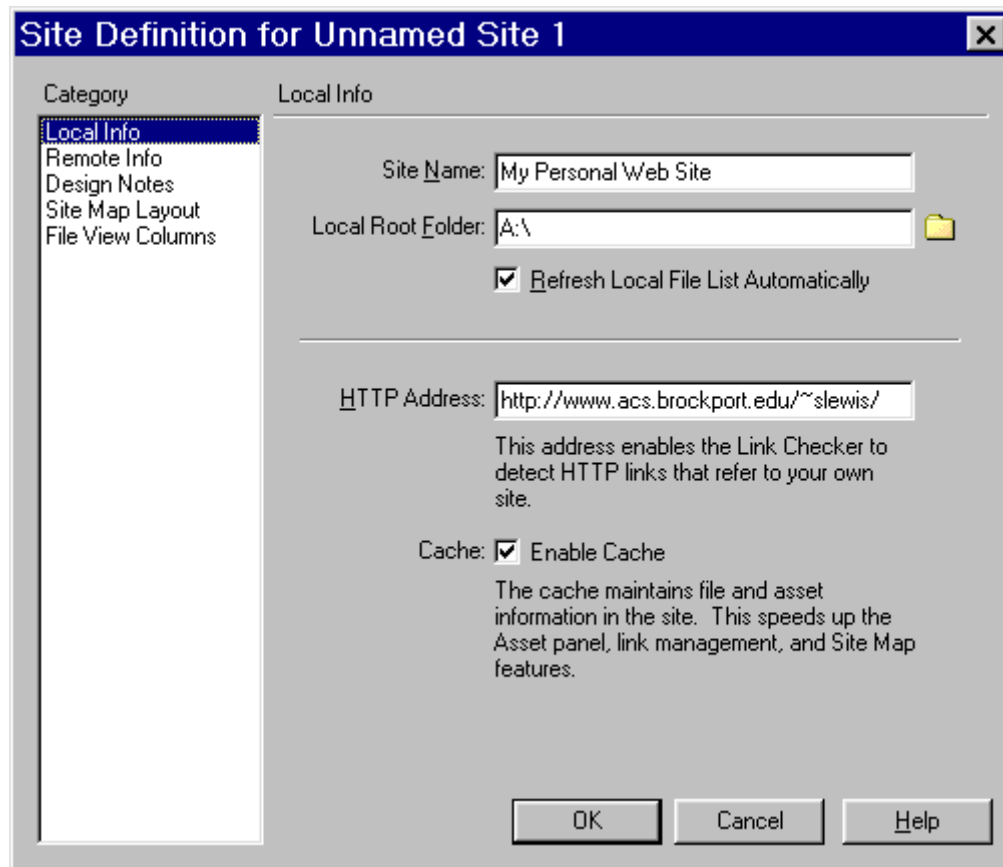 Site Definition for Unnamed Site 1
Category
Local Info
Local Info
Remote Info
Design Notes
Site Map Layout
File View Columns
Site Name: My Personal Web Site
Local Root Folder: A:\
Refresh Local File List Automatically
HTTP Address: http://www.acs.brockport.edu/~slewis/
This address enables the Link Checker to
detect HTTP links that refer to your own
site.
Cache: Enable Cache
The cache maintains file and asset
information in the site.  This speeds up the
Asset panel, link management, and Site Map
features.
OK
Cancel
Help